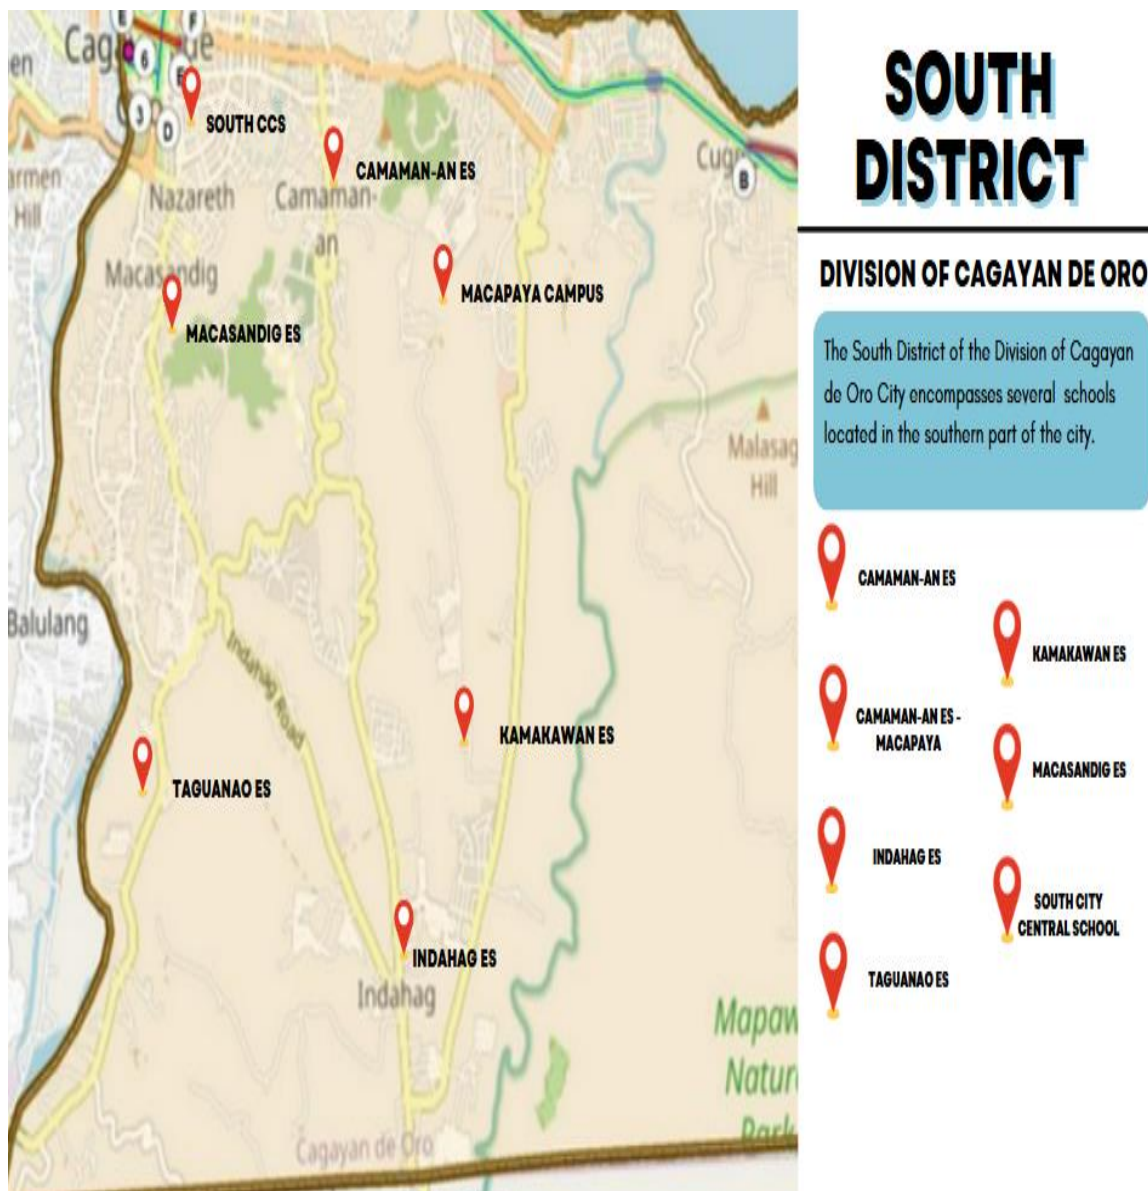 SOUTH
DISTRICT
DIVISION OF CAGAYAN DE ORO
The South District of the Division of Cagayan
de Oro City encompasses several schools
located in the southern part of the city.
CAMAMAN-AN ES
KAMAKAWAN ES
CAMAMAN-AN ES -
MACAPAYA
MACASANDIG ES
INDAHAG ES
SOUTH CITY
CENTRAL SCHOOL
TAGUANAO ES
E
F
6
E
3
D
SOUTH CCS
CAMAMAN-AN ES
B
Hill
Nazareth
Camaman-
an
Macasandig
MACAPAYA CAMPUS
MACASANDIG ES
Malasag
Hill
Balulang
Indahag Road
KAMAKAWAN ES
TAGUANAO ES
INDAHAG ES
Indahag
Mapaw
Natur
Park
Cagayan de Oro